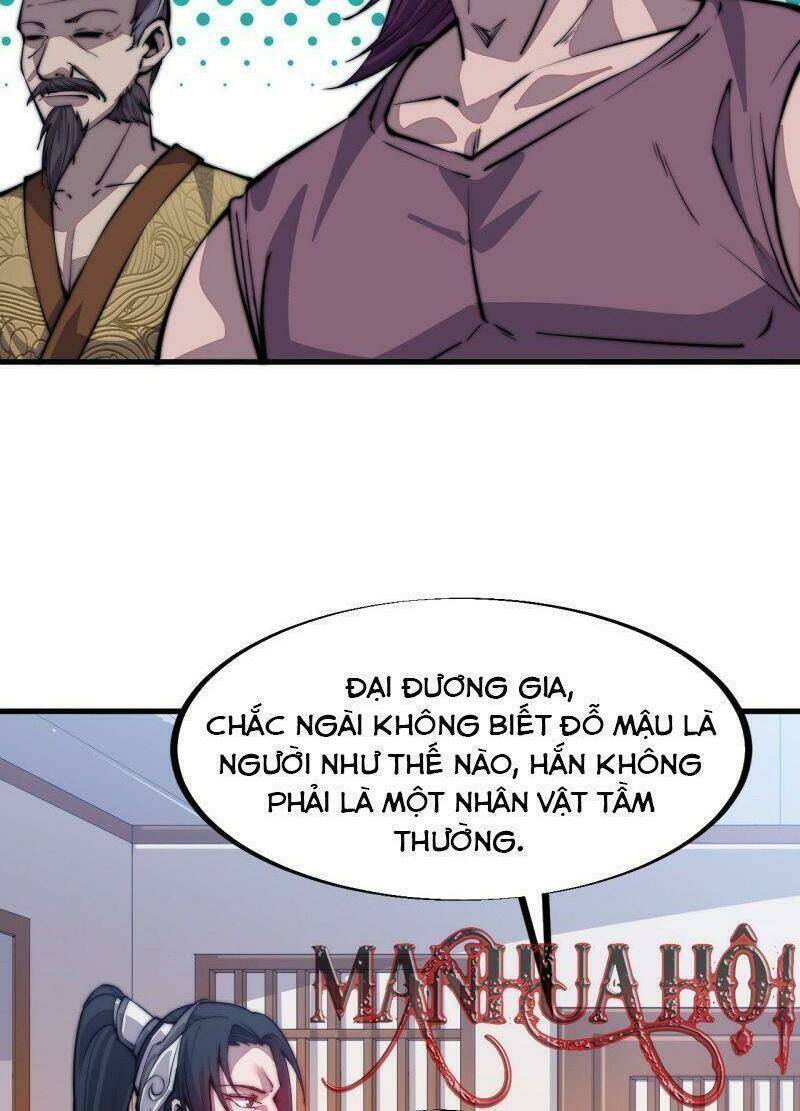 ĐẠI ĐƯƠNG GIA,
CHẮC NGÀI KHÔNG BIẾT ĐỖ MẬU LÀ
NGƯỜI NHƯ THẾ NÀO, HẮN KHÔNG
PHẢI LÀ MỘT NHÂN VẬT TẦM
THƯỜNG.
MANHUA HỘI